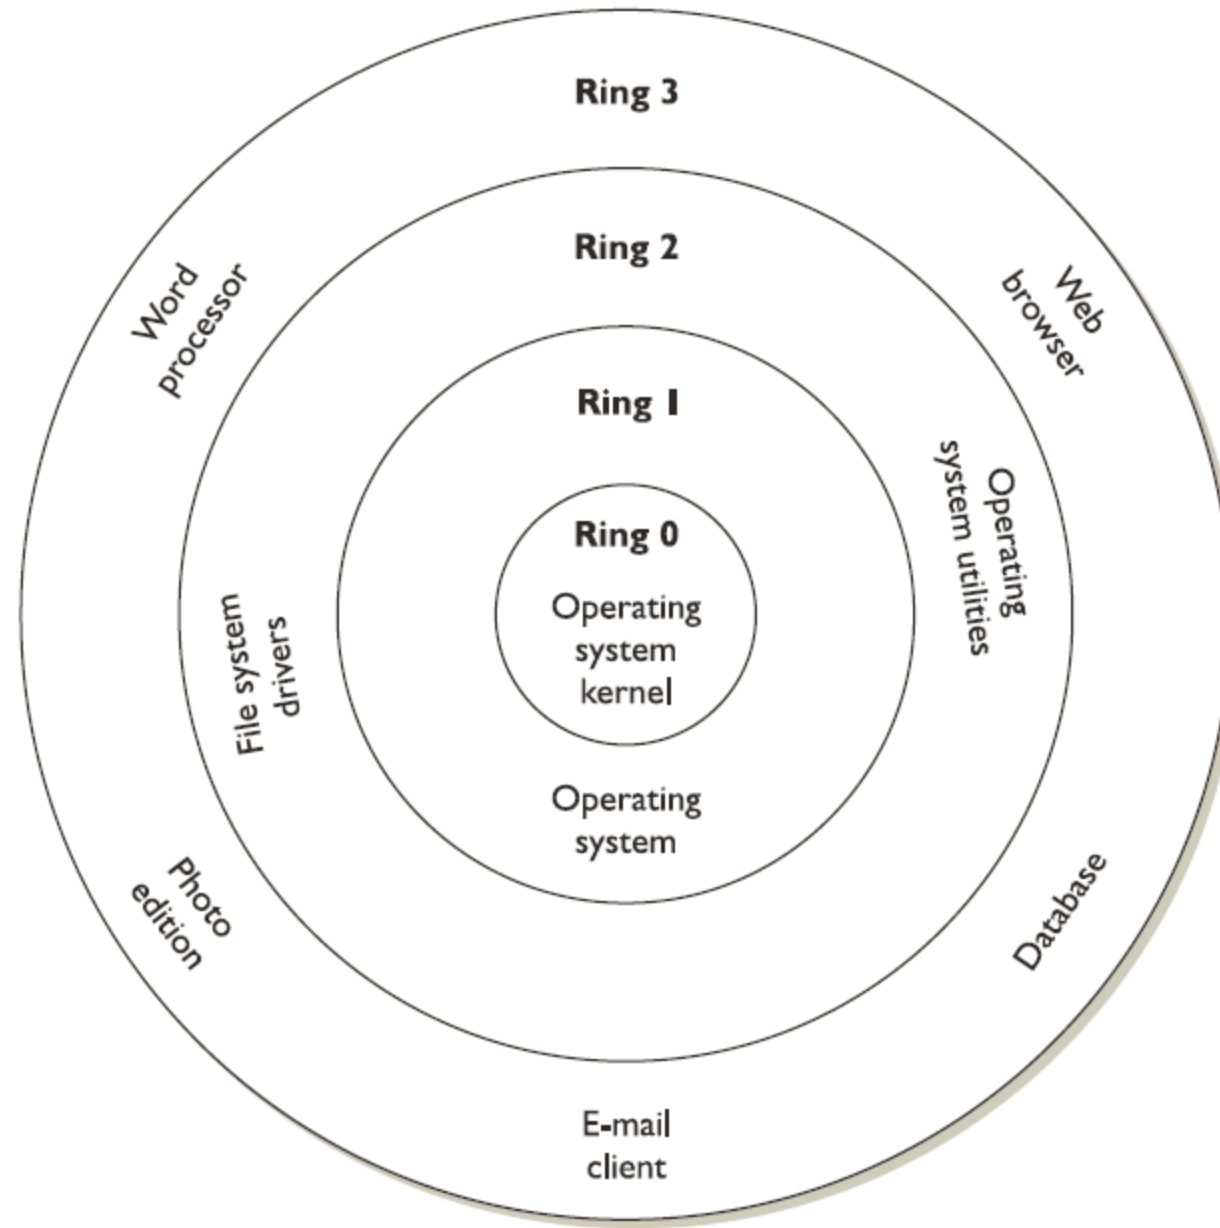 Ring 3
Word
processor
Web
browser
Ring 2
Ring 1
Operating
system utilities
File system
drivers
Ring 0
Operating
system
kernel
Operating
system
Photo
edition
Database
E-mail
client